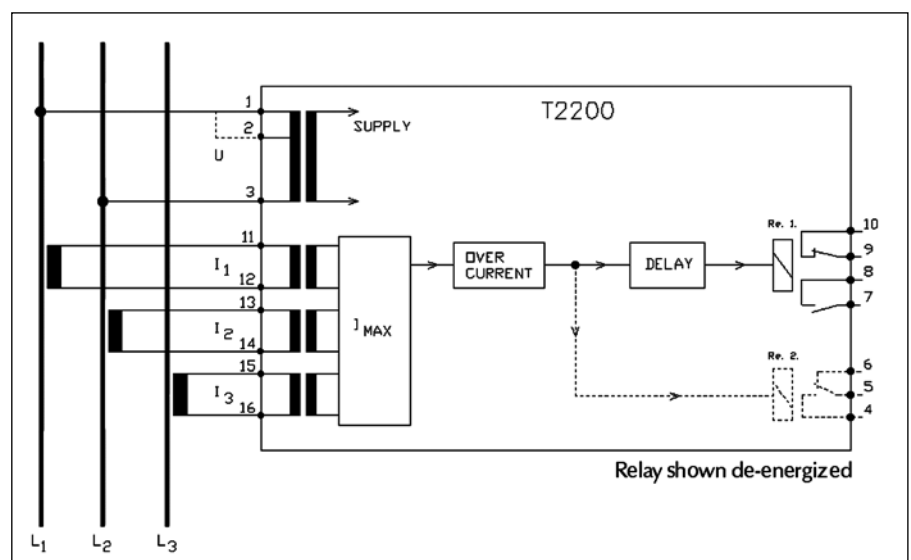 T2200
1
2
SUPPLY
U
3
11
I1
12
13
I2
14
15
I3
16
IMAX
OVER
CURRENT
DELAY
Re. 1.
10
9
8
7
Re. 2.
6
5
4
Relay shown de-energized
L1
L2
L3